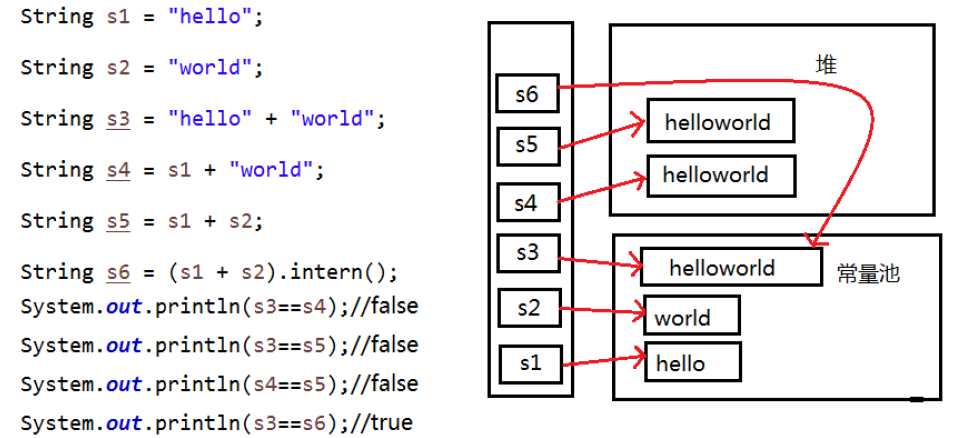 String s1 = "hello";
String s2 = "world";
String s3 = "hello" + "world";
String s4 = s1 + "world";
String s5 = s1 + s2;
String s6 = (s1 + s2).intern();
System.out.println(s3==s4);//false
System.out.println(s3==s5);//false
System.out.println(s4==s5);//false
System.out.println(s3==s6);//true
堆
s6
helloworld
s5
helloworld
s4
s3
helloworld
常量池
s2
world
s1
hello